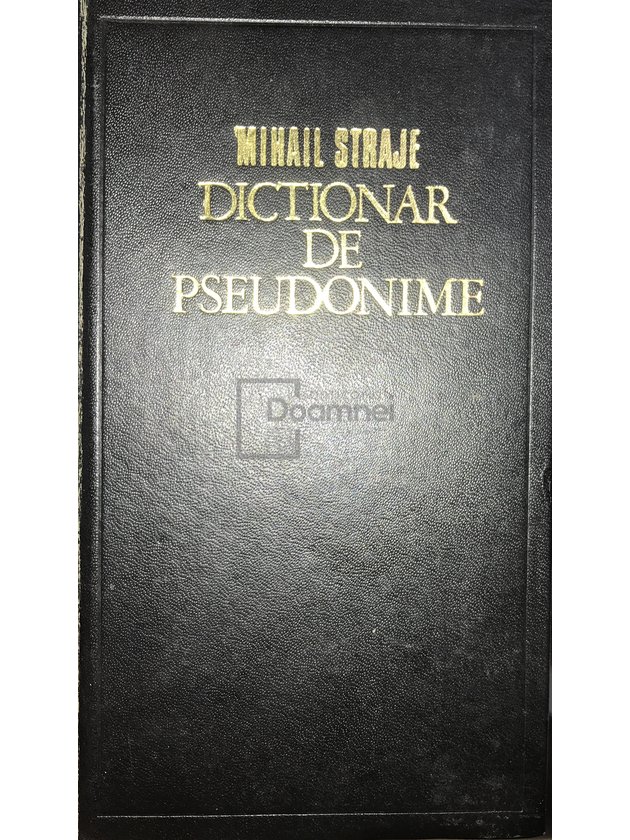 MIHAIL STRAJE
DICTIONAR
DE
PSEUDONIME
Doamnei